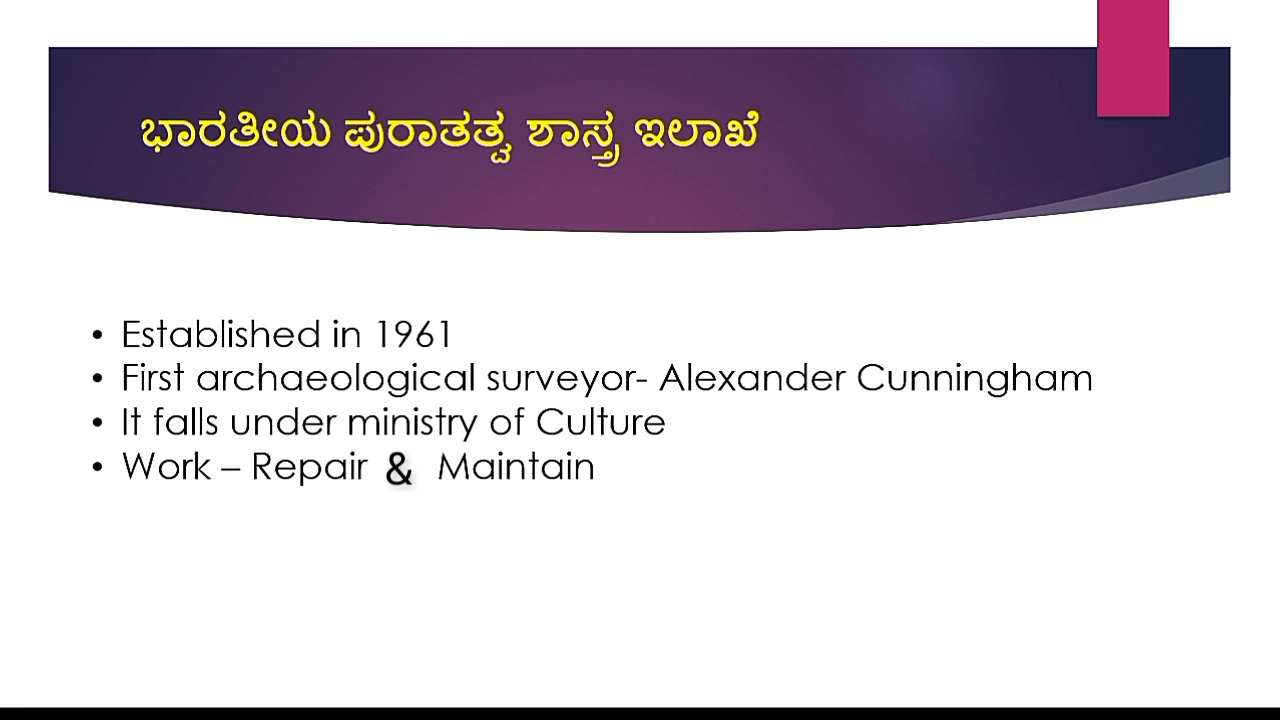 ಭಾರತೀಯ ಪುರಾತತ್ವ ಶಾಸ್ತ್ರ ಇಲಾಖೆ
• Established in 1961
• First archaeological surveyor- Alexander Cunningham
• It falls under ministry of Culture
• Work – Repair & Maintain